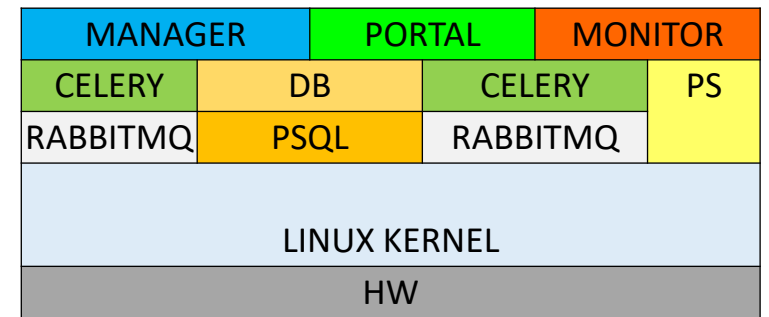 MANAGER PORTAL MONITOR
CELERY DB CELERY PS
RABBITMQ PSQL RABBITMQ
LINUX KERNEL
HW